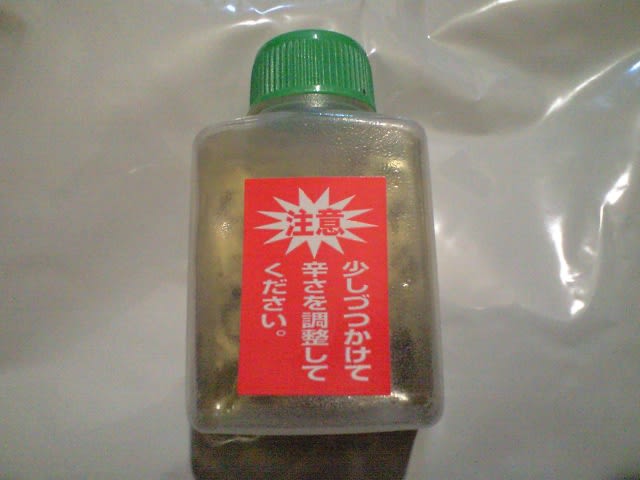 注意
少しづつかけて
辛さを調整して
ください。